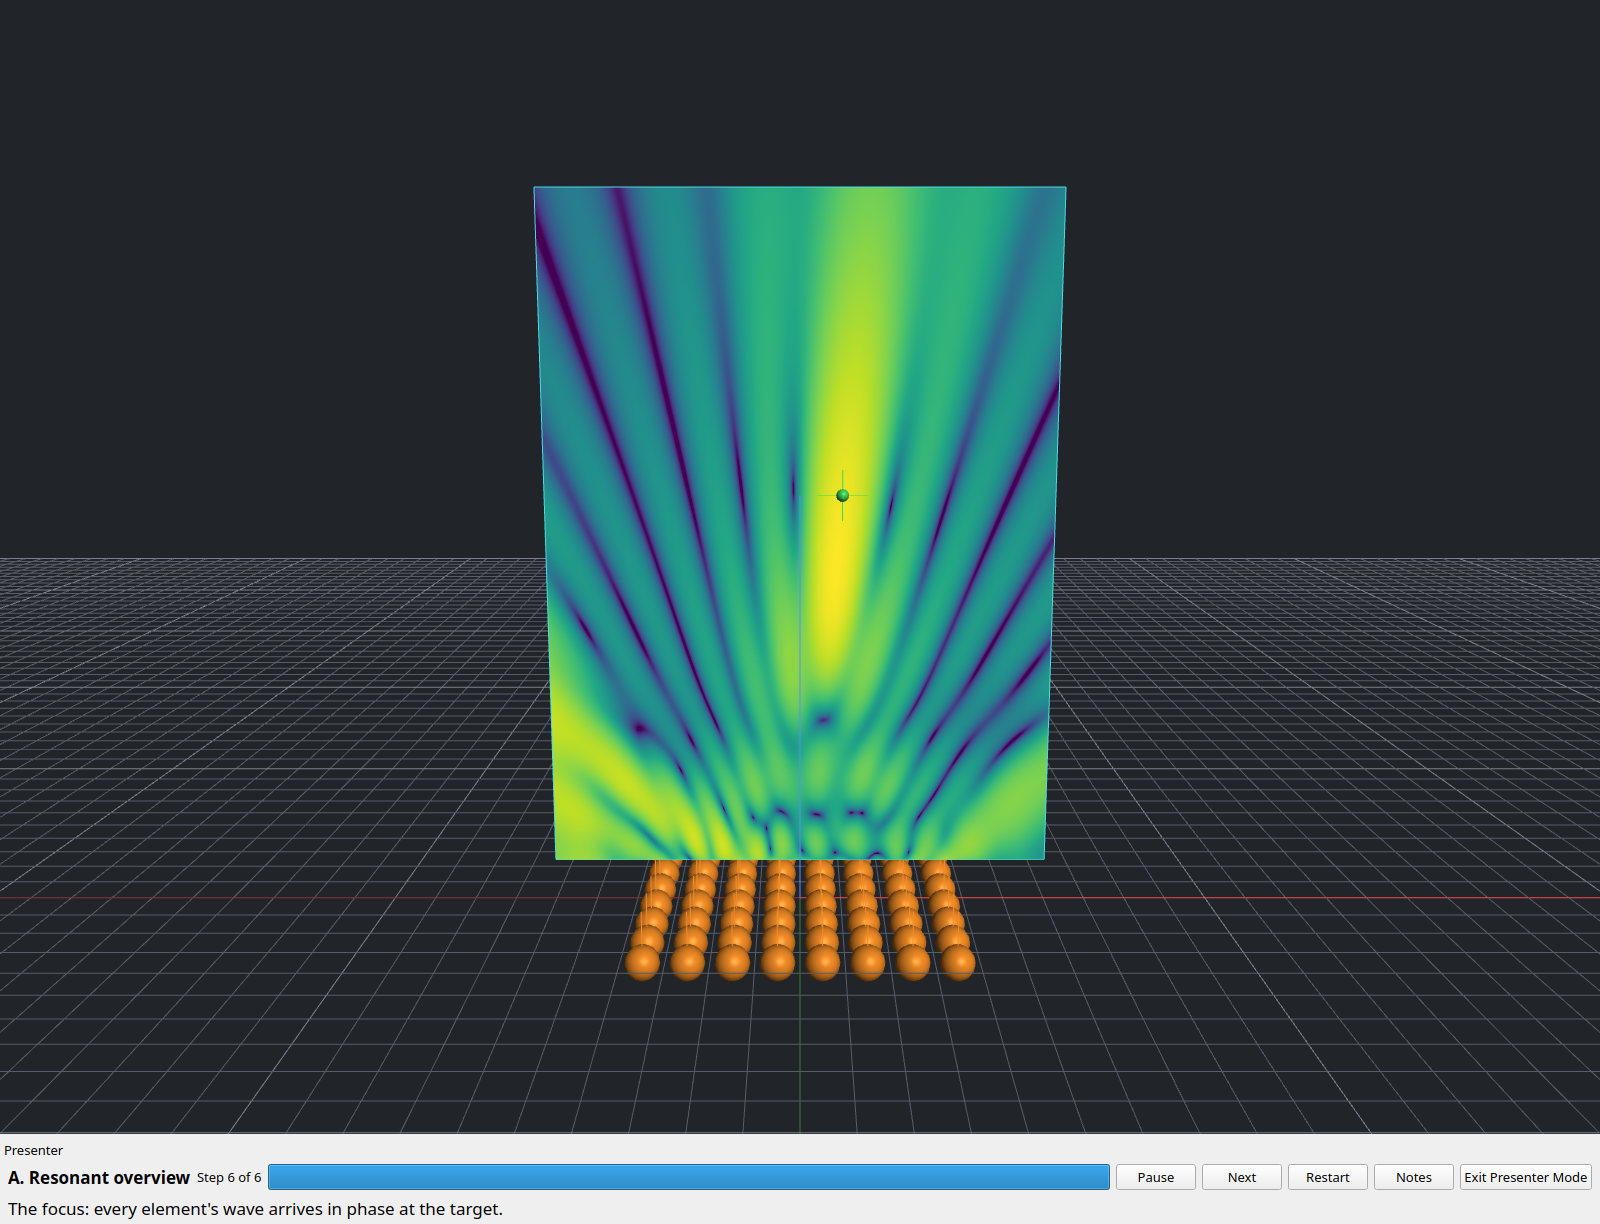 Presenter
A. Resonant overview Step 6 of 6 Pause Next Restart Notes Exit Presenter Mode
The focus: every element's wave arrives in phase at the target.